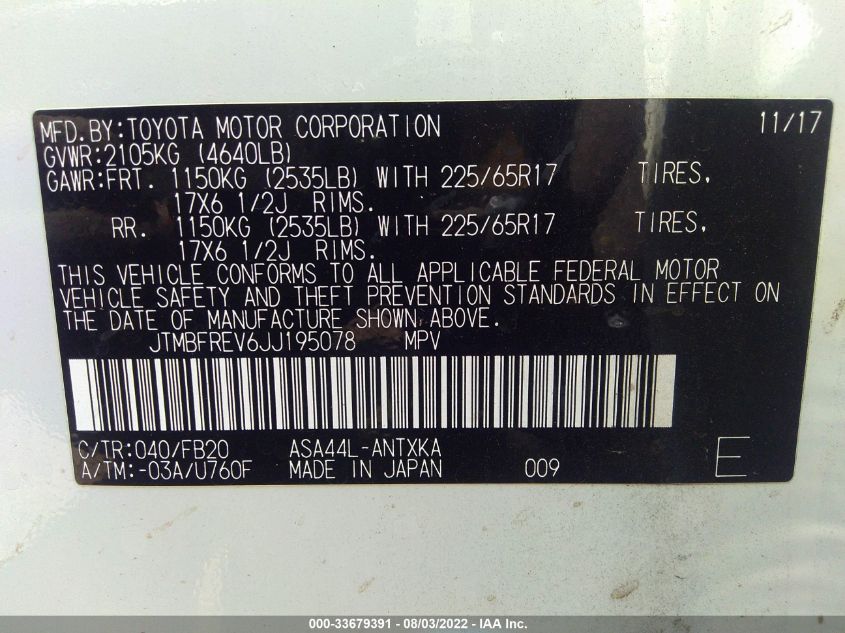 MFD.BY:TOYOTA MOTOR CORPORATION 11/17
GVWR:2105KG (4640LB)
GAWR:FRT. 1150KG (2535LB) WITH 225/65R17 TIRES,
17X6 1/2J RIMS.
RR. 1150KG (2535LB) WITH 225/65R17 TIRES,
17X6 1/2J RIMS.
THIS VEHICLE CONFORMS TO ALL APPLICABLE FEDERAL MOTOR
VEHICLE SAFETY AND THEFT PREVENTION STANDARDS IN EFFECT ON
THE DATE OF MANUFACTURE SHOWN ABOVE.
JTMBFREV6JJ195078 MPV
C/TR:040/FB20 ASA44L-ANTXKA
A/TM:-03A/U760F MADE IN JAPAN 009 E
000-33679391 - 08/03/2022 - IAA Inc.